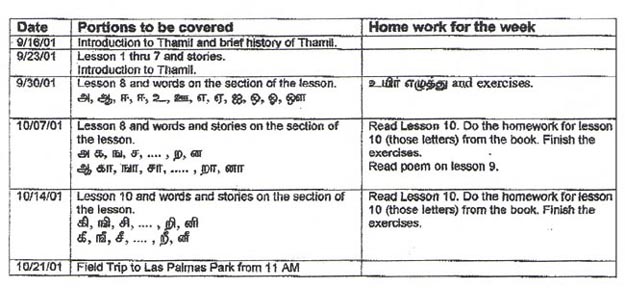 Date Portions to be covered Home work for the week
9/16/01 Introduction to Thamil and brief history of Thamil.
9/23/01 Lesson 1 thru 7 and stories.
Introduction to Thamil.
9/30/01 Lesson 8 and words and stories on the section of the lesson. உயிர் எழுத்து and exercises.
அ, ஆ, ஈ, ஈ, உ, ஊ, எ, ஏ, ஐ, ஒ, ஓ, ஔ
10/07/01 Lesson 8 and words and stories on the section of Read Lesson 10. Do the homework for lesson
the lesson. 10 (those letters) from the book. Finish the
அ க, ங, ச, .... , ற, ன exercises.
ஆ கா, ஙா, சா, ..... , றா, னா Read poem on lesson 9.
10/14/01 Lesson 10 and words and stories on the section of Read Lesson 10. Do the homework for lesson
the lesson. 10 (those letters) from the book. Finish the
கி, ஙி, சி, .... , றி, னி exercises.
கீ, ஙீ, சீ, .... , றீ, னீ
10/21/01 Field Trip to Las Palmas Park from 11 AM